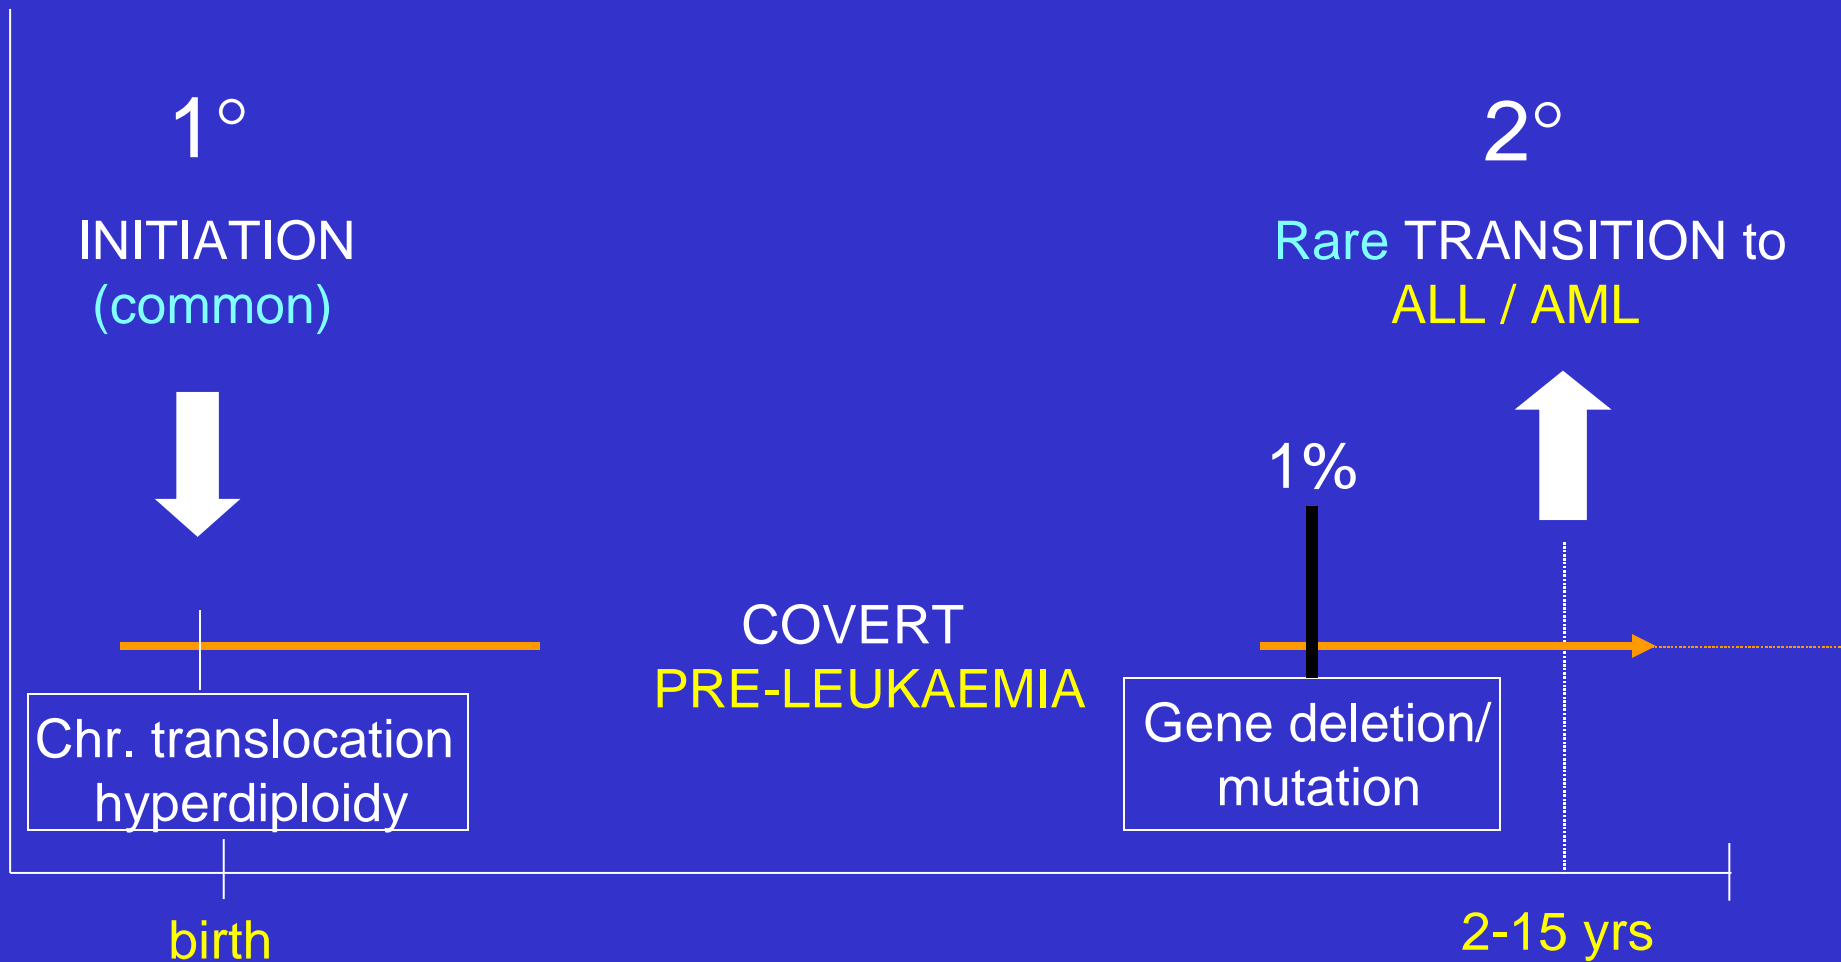 1°
INITIATION
(common)
2°
Rare TRANSITION to
ALL / AML
1%
COVERT
PRE-LEUKAEMIA
Chr. translocation
hyperdiploidy
Gene deletion/
mutation
birth
2-15 yrs